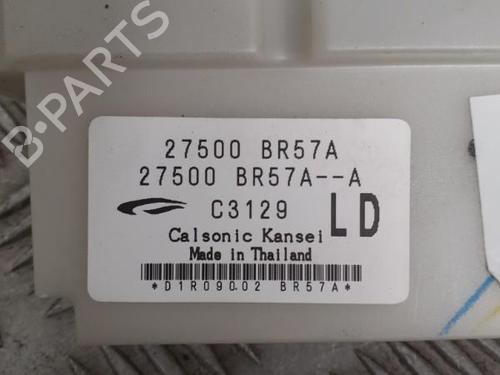 B-PARTS
27500 BR57A
27500 BR57A--A
C3129 LD
Calsonic Kansei
Made in Thailand
*D1R09002 BR57A*